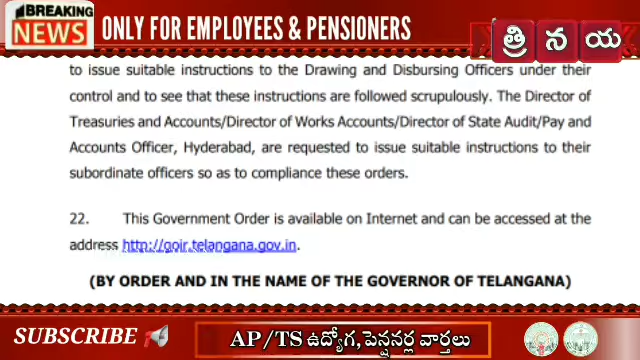 BREAKING
NEWS
ONLY FOR EMPLOYEES & PENSIONERS
త్రి న య
to issue suitable instructions to the Drawing and Disbursing Officers under their
control and to see that these instructions are followed scrupulously. The Director of
Treasuries and Accounts/Director of Works Accounts/Director of State Audit/Pay and
Accounts Officer, Hyderabad, are requested to issue suitable instructions to their
subordinate officers so as to compliance these orders.
22. This Government Order is available on Internet and can be accessed at the
address http://goir.telangana.gov.in.
(BY ORDER AND IN THE NAME OF THE GOVERNOR OF TELANGANA)
SUBSCRIBE
AP/TS ఉద్యోగ,పెన్షనర్ల వార్తలు